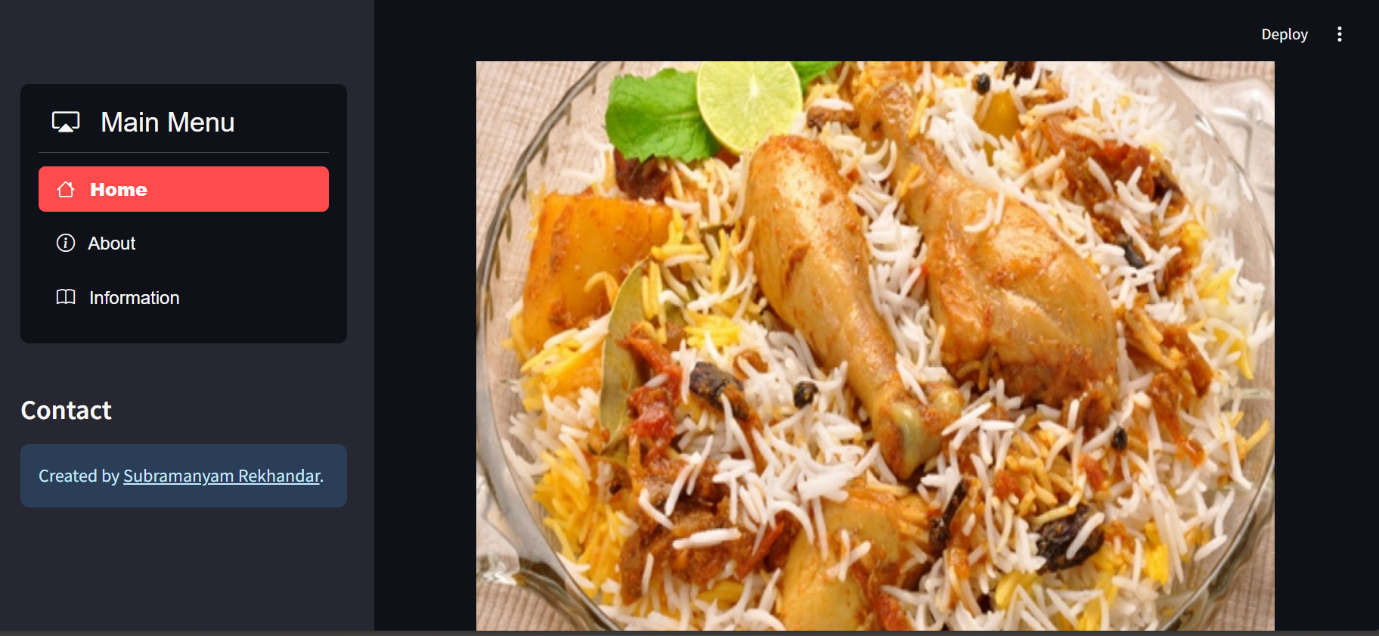 Deploy
Main Menu
Home
About
Information
Contact
Created by Subramanyam Rekhandar.